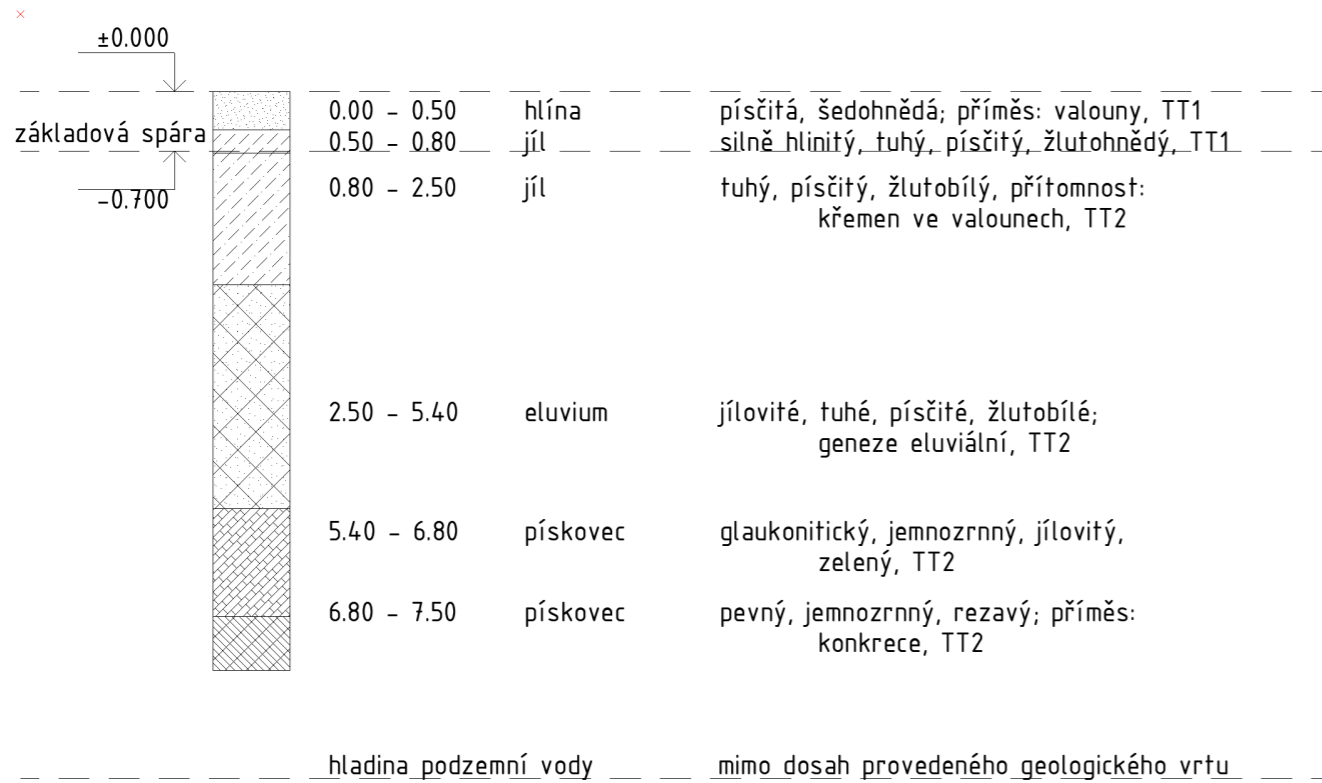 ±0.000
0.00 - 0.50 hlína písčitá, šedohnědá; příměs: valouny, TT1
základová spára 0.50 - 0.80 jíl silně hlinitý, tuhý, písčitý, žlutohnědý, TT1
-0.700 0.80 - 2.50 jíl tuhý, písčitý, žlutobílý, přítomnost:
křemen ve valounech, TT2
2.50 - 5.40 eluvium jílovité, tuhé, písčité, žlutobílé;
geneze eluviální, TT2
5.40 - 6.80 pískovec glaukonitický, jemnozrnný, jílovitý,
zelený, TT2
6.80 - 7.50 pískovec pevný, jemnozrnný, rezavý; příměs:
konkrece, TT2
hladina podzemní vody mimo dosah provedeného geologického vrtu